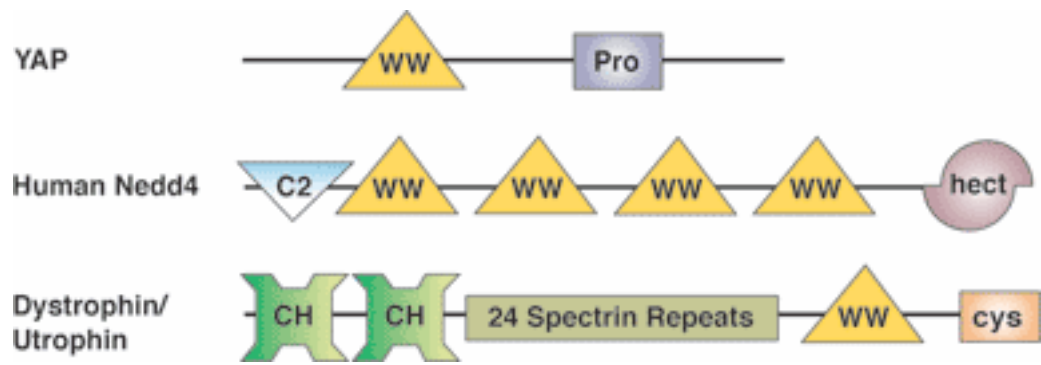 YAP WW Pro
Human Nedd4 C2 WW WW WW WW hect
Dystrophin/
Utrophin CH CH 24 Spectrin Repeats WW cys